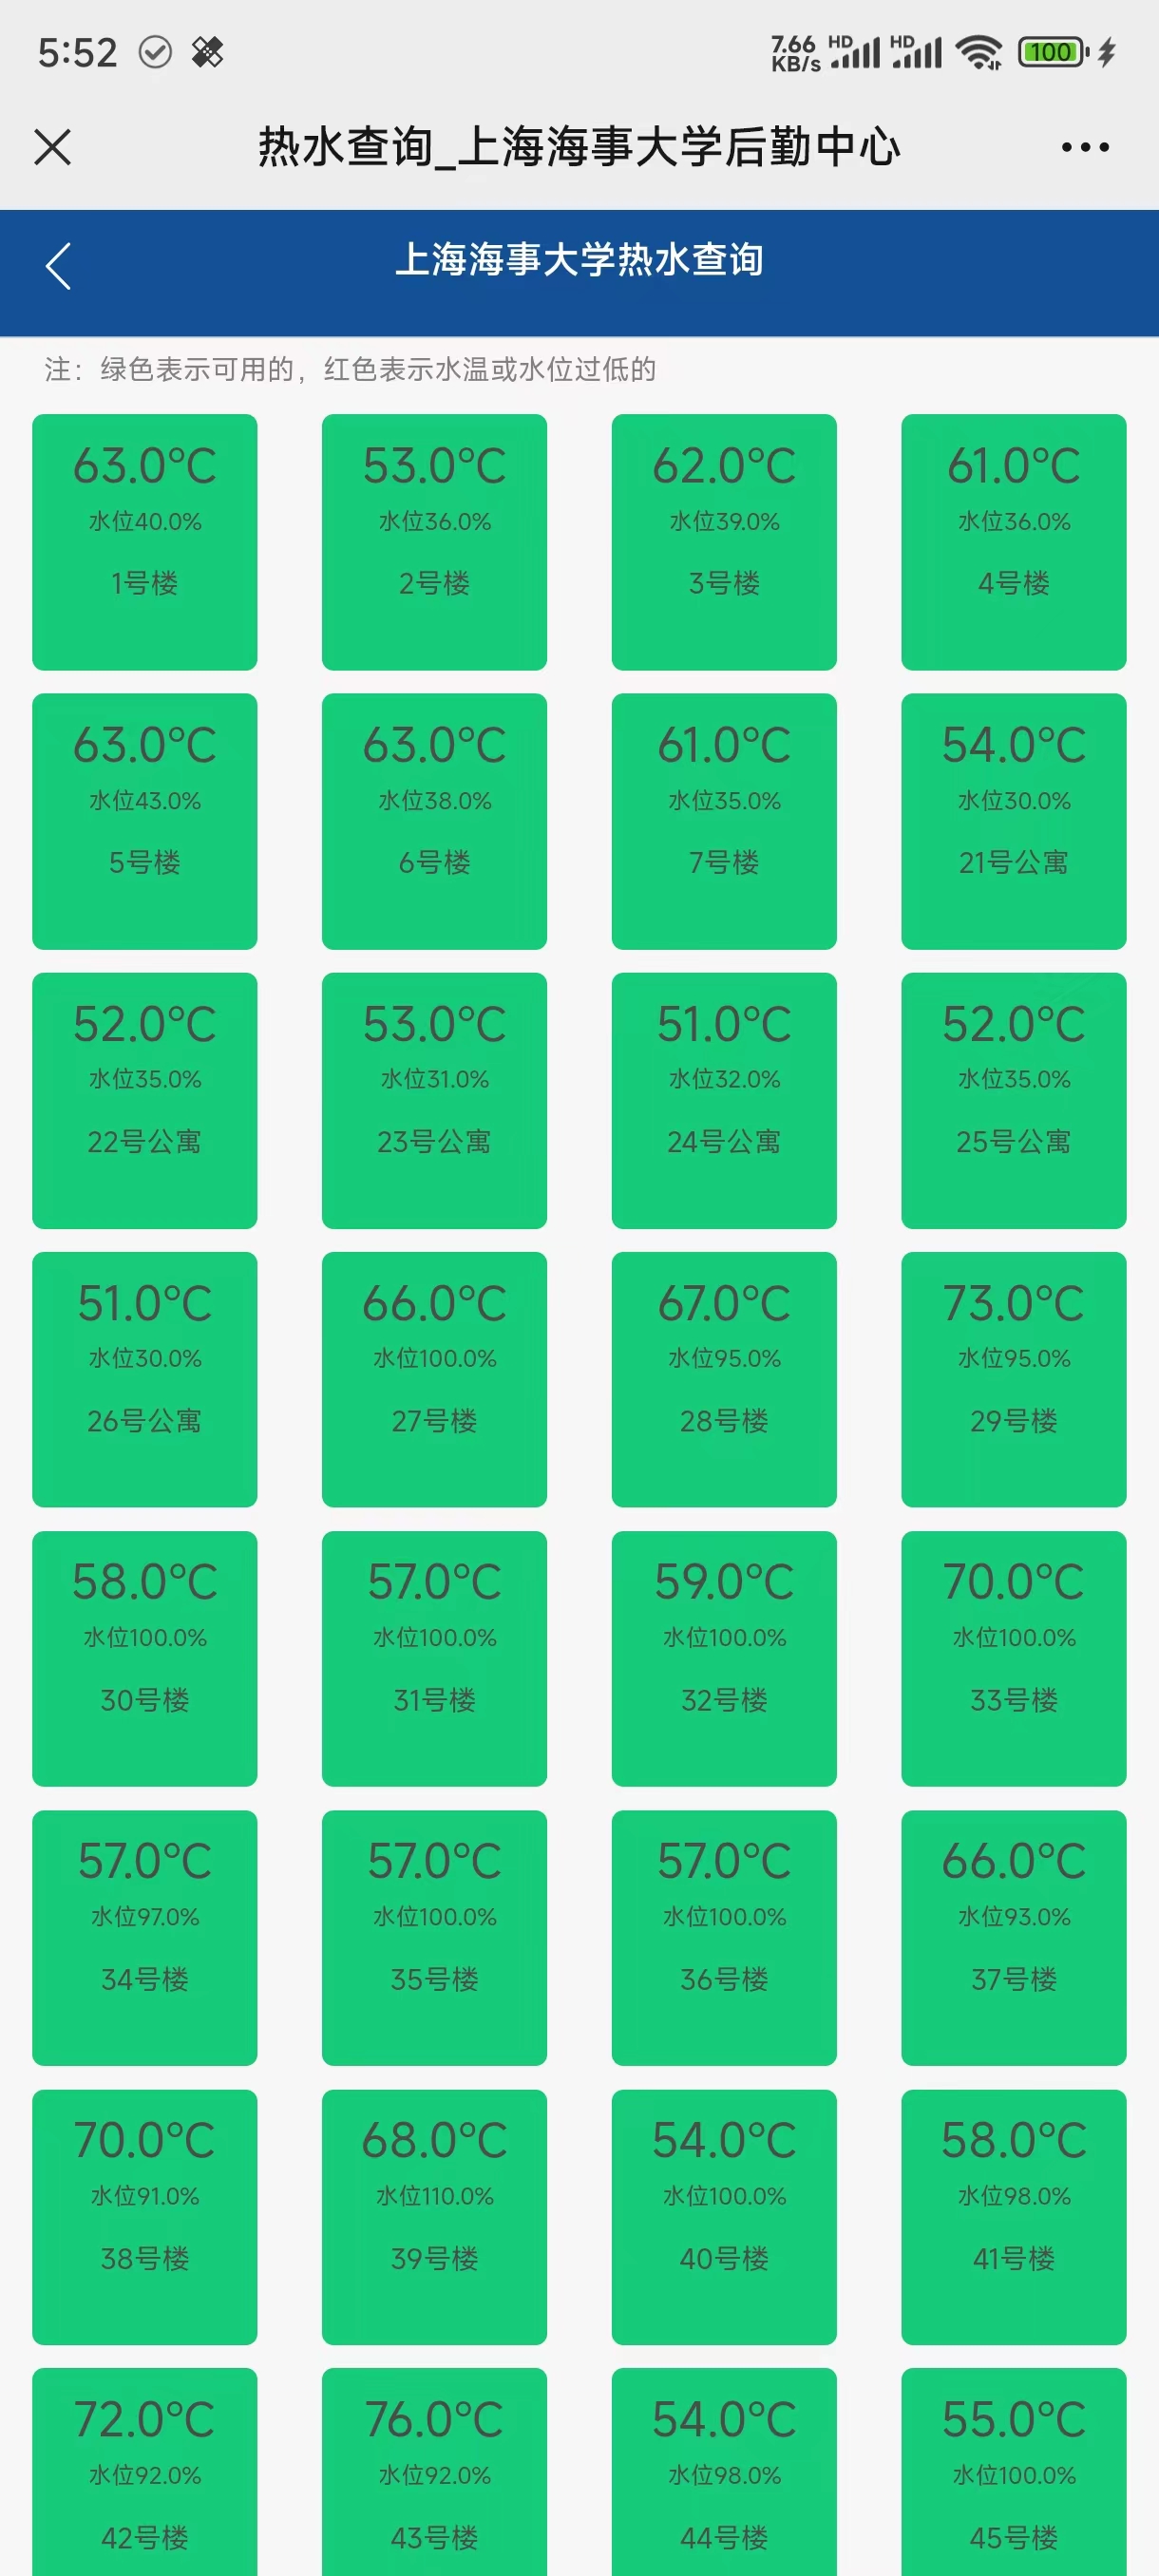 5:52
7.66 KB/s HD HD 100
热水查询_上海海事大学后勤中心
上海海事大学热水查询
注：绿色表示可用的，红色表示水温或水位过低的
63.0℃ 53.0℃ 62.0℃ 61.0℃
水位40.0% 水位36.0% 水位39.0% 水位36.0%
1号楼 2号楼 3号楼 4号楼
63.0℃ 63.0℃ 61.0℃ 54.0℃
水位43.0% 水位38.0% 水位35.0% 水位30.0%
5号楼 6号楼 7号楼 21号公寓
52.0℃ 53.0℃ 51.0℃ 52.0℃
水位35.0% 水位31.0% 水位32.0% 水位35.0%
22号公寓 23号公寓 24号公寓 25号公寓
51.0℃ 66.0℃ 67.0℃ 73.0℃
水位30.0% 水位100.0% 水位95.0% 水位95.0%
26号公寓 27号楼 28号楼 29号楼
58.0℃ 57.0℃ 59.0℃ 70.0℃
水位100.0% 水位100.0% 水位100.0% 水位100.0%
30号楼 31号楼 32号楼 33号楼
57.0℃ 57.0℃ 57.0℃ 66.0℃
水位97.0% 水位100.0% 水位100.0% 水位93.0%
34号楼 35号楼 36号楼 37号楼
70.0℃ 68.0℃ 54.0℃ 58.0℃
水位91.0% 水位110.0% 水位100.0% 水位98.0%
38号楼 39号楼 40号楼 41号楼
72.0℃ 76.0℃ 54.0℃ 55.0℃
水位92.0% 水位92.0% 水位98.0% 水位100.0%
42号楼 43号楼 44号楼 45号楼